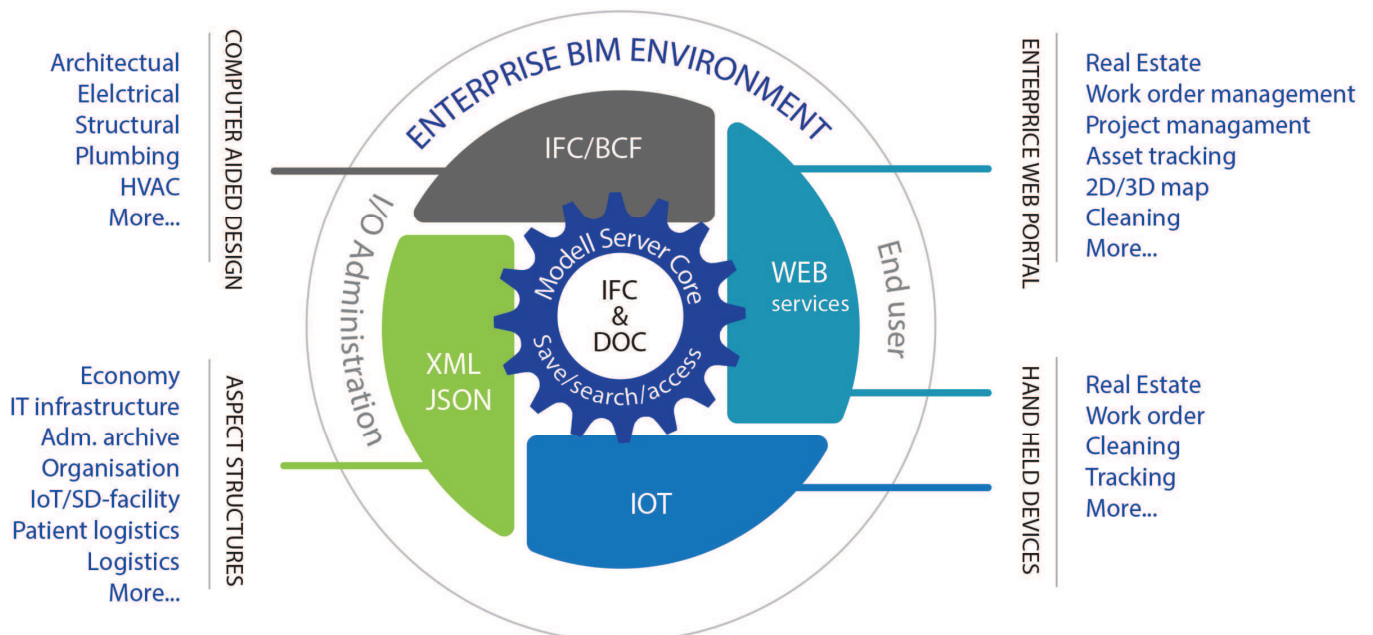 COMPUTER AIDED DESIGN
Architectual
Elelctrical
Structural
Plumbing
HVAC
More...
ASPECT STRUCTURES
Economy
IT infrastructure
Adm. archive
Organisation
IoT/SD-facility
Patient logistics
Logistics
More...
ENTERPRISE BIM ENVIRONMENT
I/O Administration
End user
IFC/BCF
WEB
services
XML
JSON
IOT
Modell Server Core
IFC
&
DOC
Save/search/access
ENTERPRICE WEB PORTAL
Real Estate
Work order management
Project managament
Asset tracking
2D/3D map
Cleaning
More...
HAND HELD DEVICES
Real Estate
Work order
Cleaning
Tracking
More...